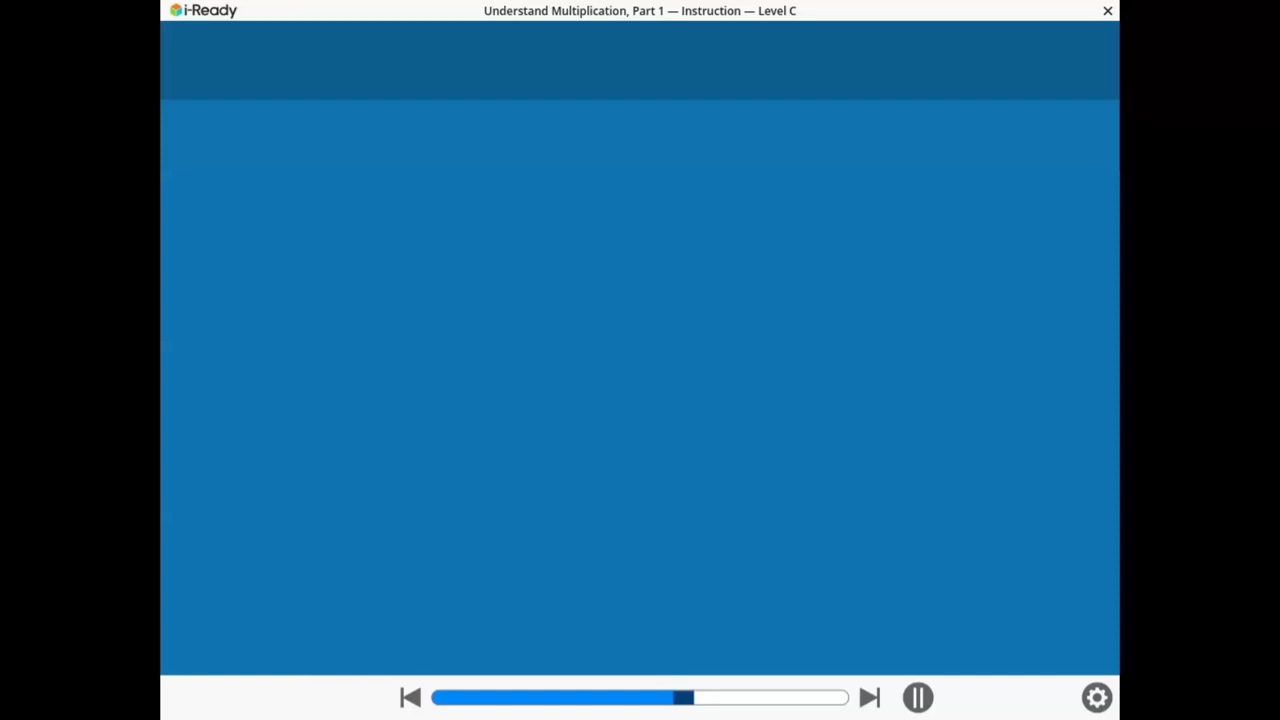 i-Ready
Understand Multiplication, Part 1 — Instruction — Level C